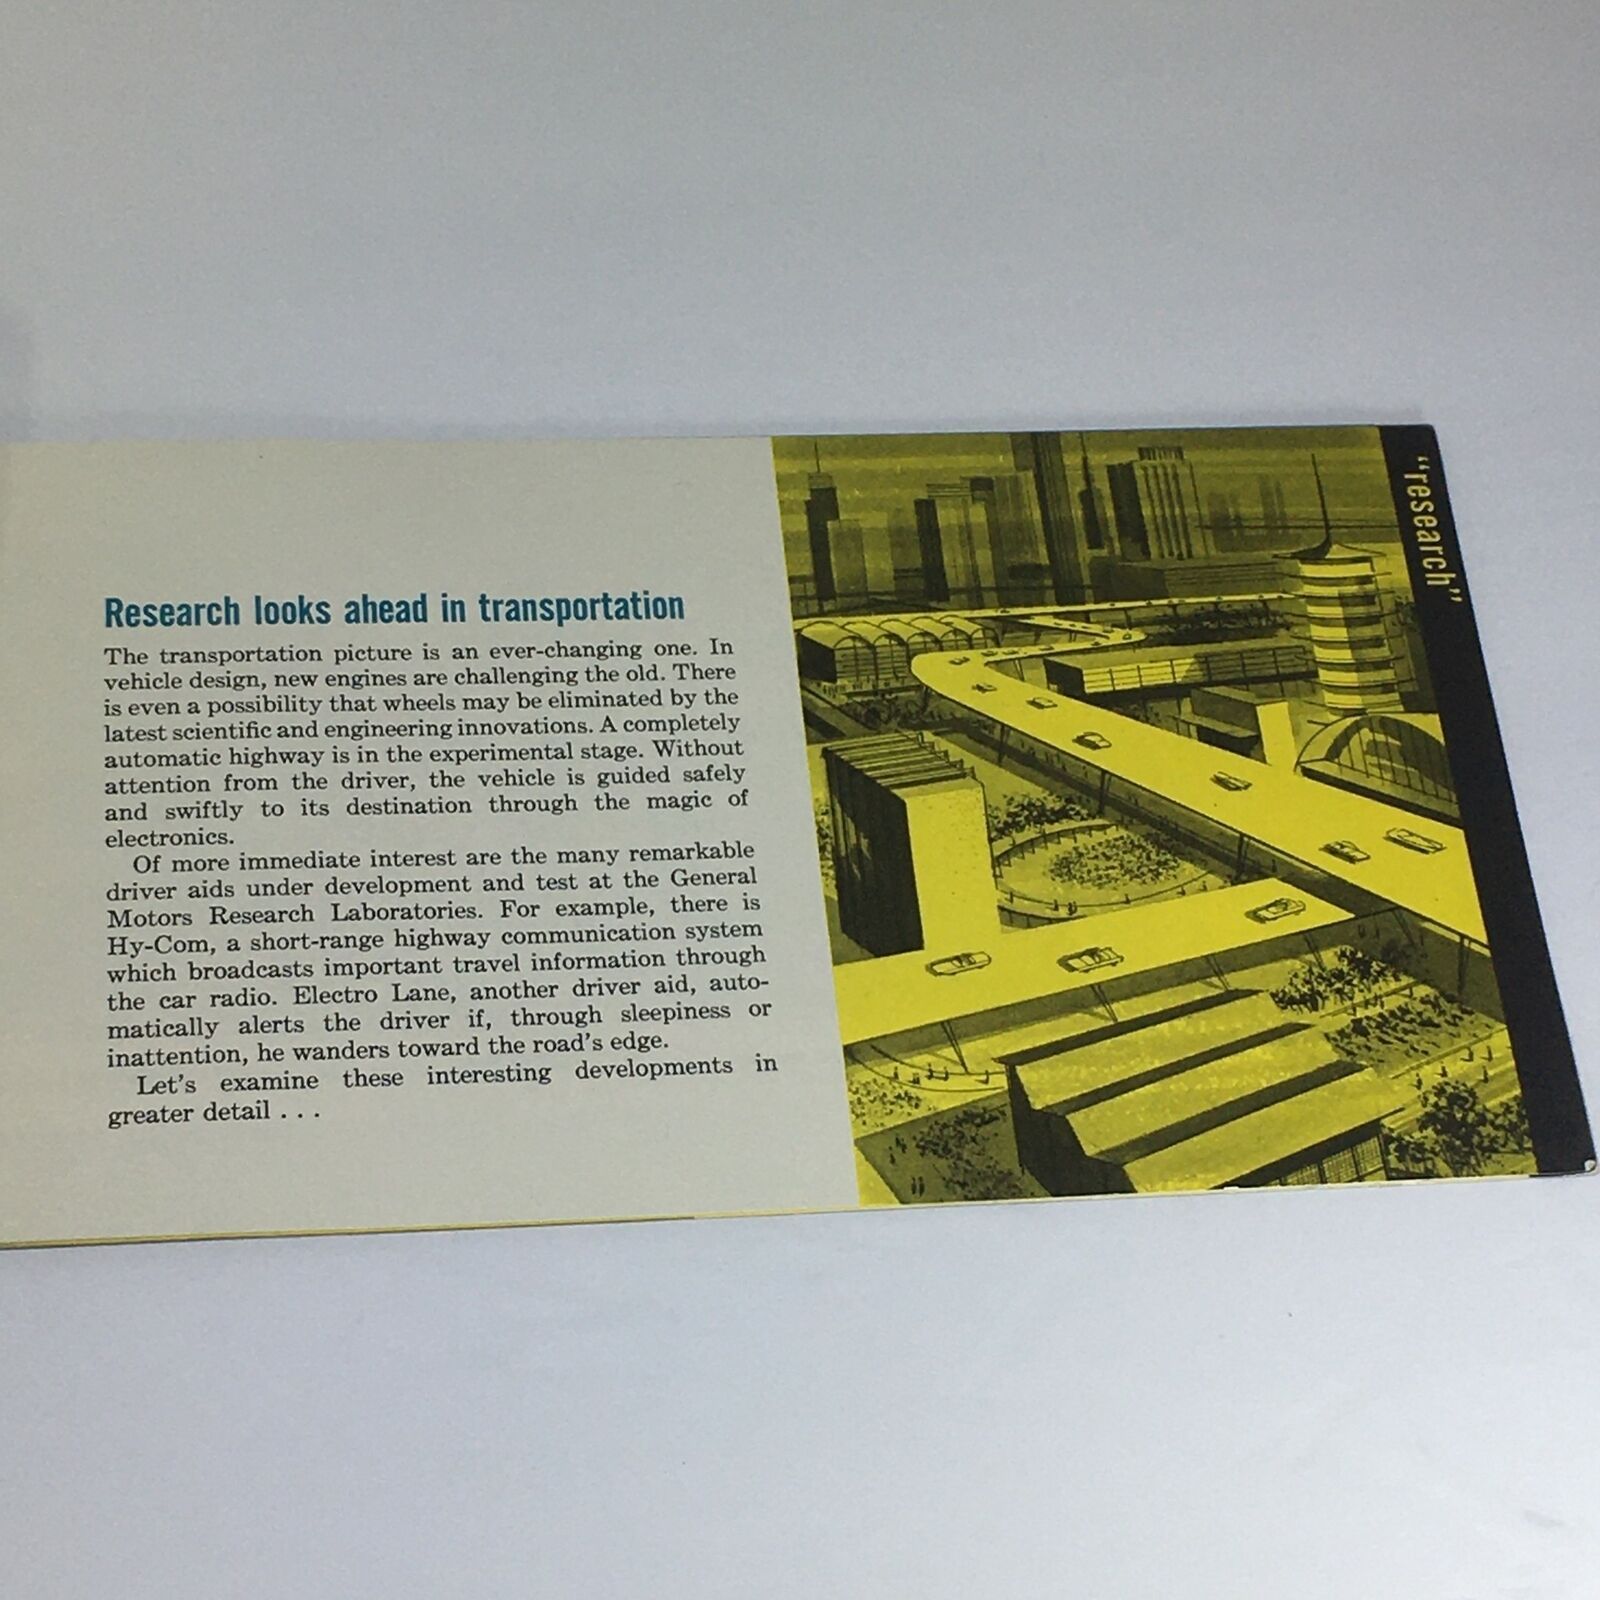 Research looks ahead in transportation
The transportation picture is an ever-changing one. In
vehicle design, new engines are challenging the old. There
is even a possibility that wheels may be eliminated by the
latest scientific and engineering innovations. A completely
automatic highway is in the experimental stage. Without
attention from the driver, the vehicle is guided safely
and swiftly to its destination through the magic of
electronics.
Of more immediate interest are the many remarkable
driver aids under development and test at the General
Motors Research Laboratories. For example, there is
Hy-Com, a short-range highway communication system
which broadcasts important travel information through
the car radio. Electro Lane, another driver aid, auto-
matically alerts the driver if, through sleepiness or
inattention, he wanders toward the road's edge.
Let's examine these interesting developments in
greater detail . . .
"research"